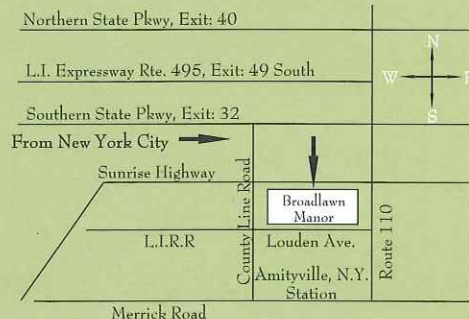 Northern State Pkwy, Exit: 40
L.I. Expressway Rte. 495, Exit: 49 South
Southern State Pkwy, Exit: 32
From New York City
Sunrise Highway
County Line Road
Broadlawn
Manor
L.I.R.R
Louden Ave.
Amityville, N.Y.
Station
Route 110
Merrick Road
N
W
E
S